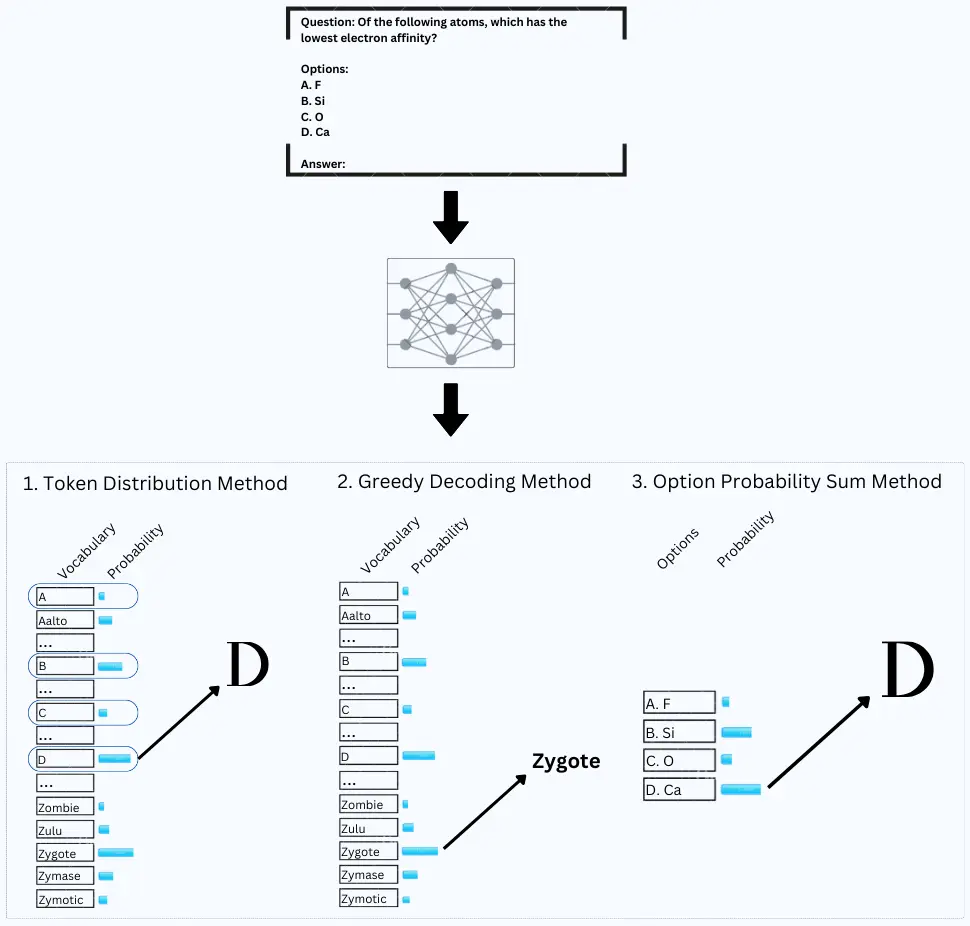 Question: Of the following atoms, which has the
lowest electron affinity?
Options:
A. F
B. Si
C. O
D. Ca
Answer:
1. Token Distribution Method
Vocabulary
Probability
A
Aalto
...
B
...
C
...
D
...
Zombie
Zulu
Zygote
Zymase
Zymotic
D
2. Greedy Decoding Method
Vocabulary
Probability
A
Aalto
...
B
...
C
...
D
...
Zombie
Zulu
Zygote
Zymase
Zymotic
Zygote
3. Option Probability Sum Method
Options
Probability
A. F
B. Si
C. O
D. Ca
D